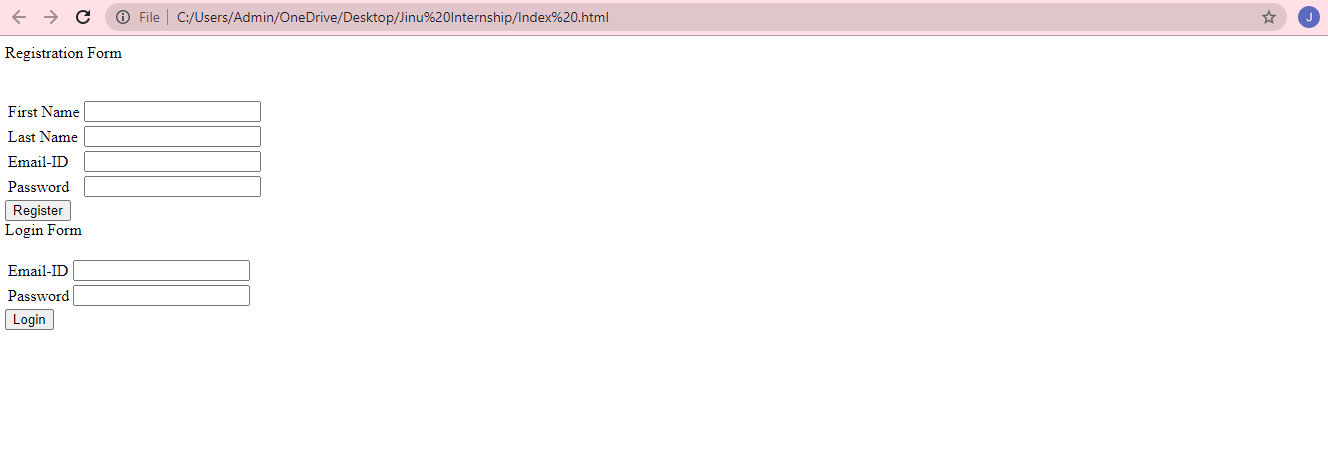 File C:/Users/Admin/OneDrive/Desktop/Jinu%20Internship/Index%20.html J
Registration Form
First Name
Last Name
Email-ID
Password
Register
Login Form
Email-ID
Password
Login